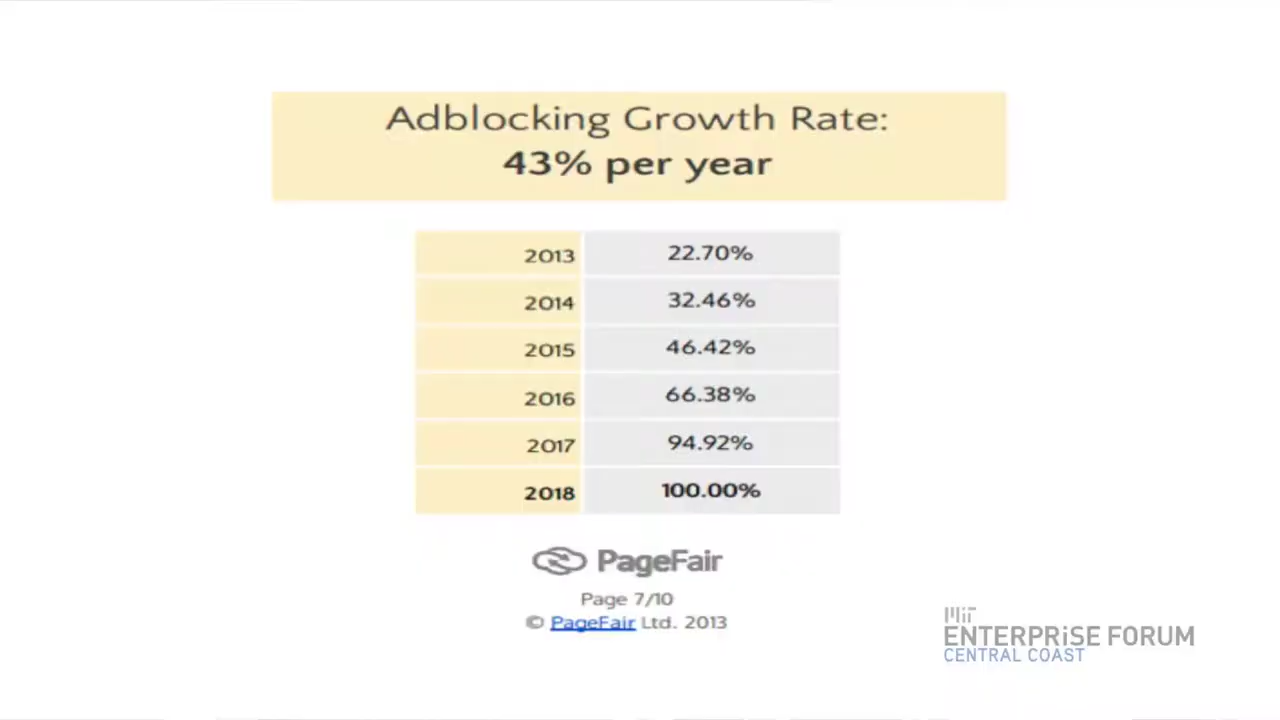 Adblocking Growth Rate:
43% per year
2013 22.70%
2014 32.46%
2015 46.42%
2016 66.38%
2017 94.92%
2018 100.00%
PageFair
Page 7/10
© PageFair Ltd. 2013
MIT
ENTERPRiSE FORUM
CENTRAL COAST